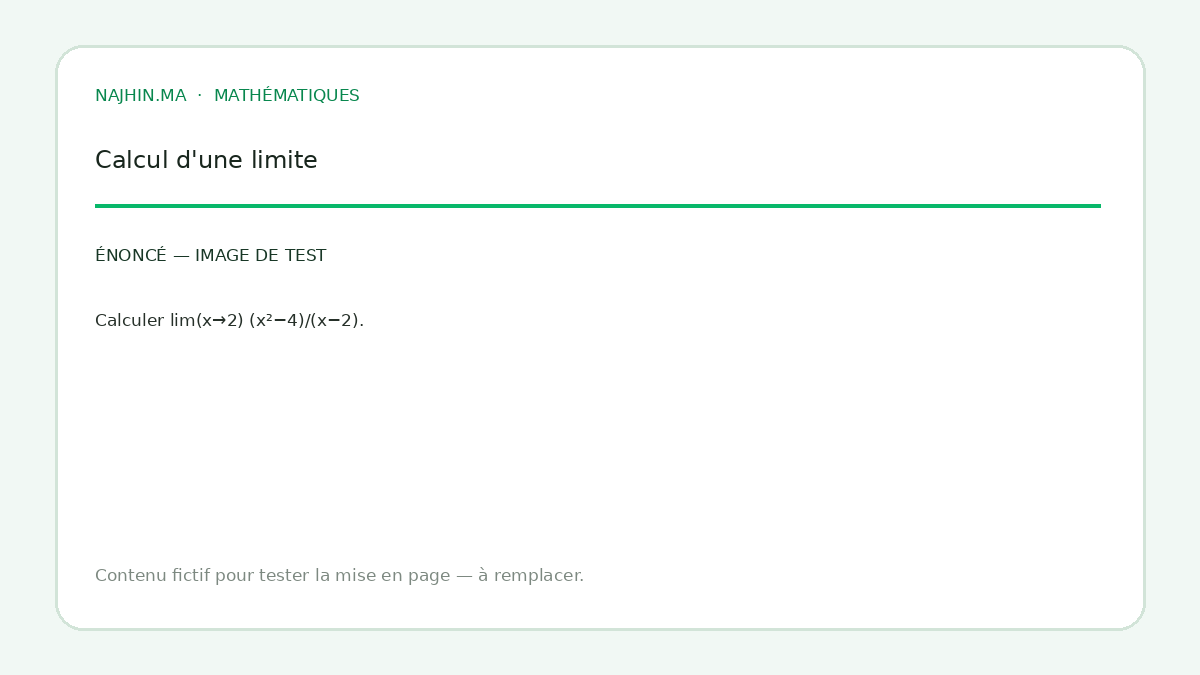 NAJHIN.MA · MATHÉMATIQUES
Calcul d'une limite
ÉNONCÉ — IMAGE DE TEST
Calculer lim(x→2) (x²−4)/(x−2).
Contenu fictif pour tester la mise en page — à remplacer.